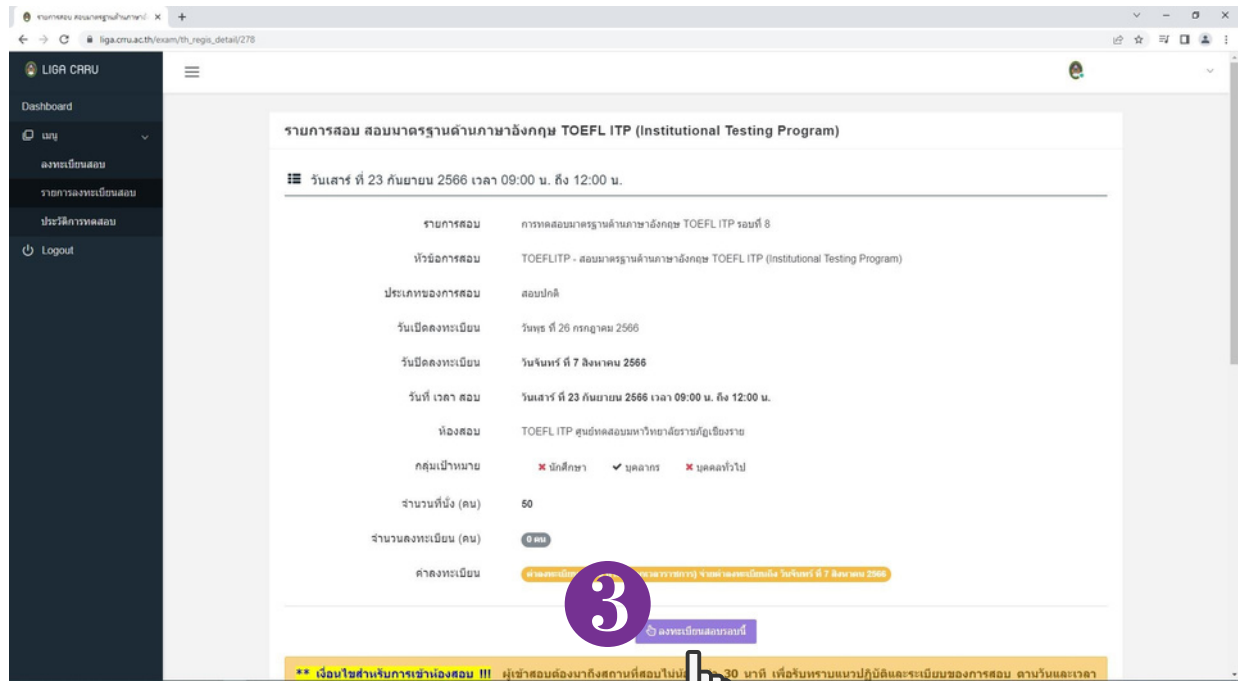 liga.crru.ac.th/exam/th_regis_detail/278
LIGA CRRU
Dashboard
เมนู
ลงทะเบียนสอบ
รายการลงทะเบียนสอบ
ประวัติการทดสอบ
Logout
รายการสอบ สอบมาตรฐานด้านภาษาอังกฤษ TOEFL ITP (Institutional Testing Program)
วันเสาร์ ที่ 23 กันยายน 2566 เวลา 09:00 น. ถึง 12:00 น.
รายการสอบ การทดสอบมาตรฐานด้านภาษาอังกฤษ TOEFL ITP รอบที่ 8
หัวข้อการสอบ TOEFLITP - สอบมาตรฐานด้านภาษาอังกฤษ TOEFL ITP (Institutional Testing Program)
ประเภทของการสอบ สอบปกติ
วันเปิดลงทะเบียน วันพุธ ที่ 26 กรกฎาคม 2566
วันปิดลงทะเบียน วันจันทร์ ที่ 7 สิงหาคม 2566
วันที่ เวลา สอบ วันเสาร์ ที่ 23 กันยายน 2566 เวลา 09:00 น. ถึง 12:00 น.
ห้องสอบ TOEFL ITP ศูนย์ทดสอบมหาวิทยาลัยราชภัฏเชียงราย
กลุ่มเป้าหมาย นักศึกษา บุคลากร บุคคลทั่วไป
จำนวนที่นั่ง (คน) 50
จำนวนลงทะเบียน (คน) 0 คน
ค่าลงทะเบียน จ่ายค่าลงทะเบียนถึง วันจันทร์ ที่ 7 สิงหาคม 2566
3
ลงทะเบียนสอบรอบนี้
** เงื่อนไขสำหรับการเข้าห้องสอบ !!! ผู้เข้าสอบต้องมาถึงสถานที่สอบไม่ 30 นาที เพื่อรับทราบแนวปฏิบัติและระเบียบของการสอบ ตามวันและเวลา